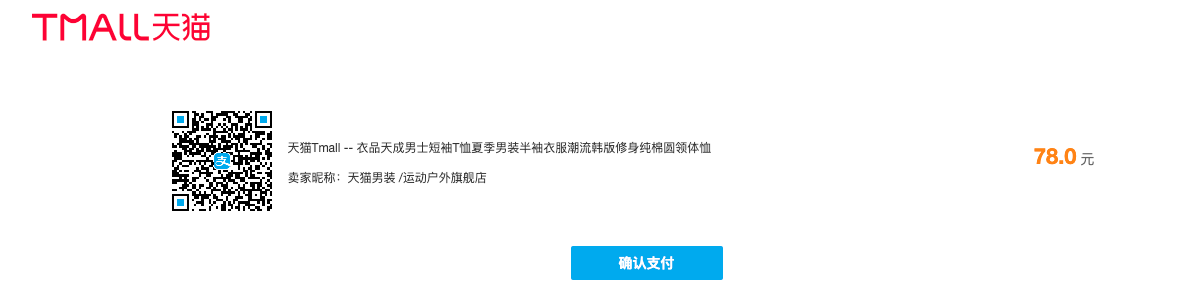 TMALL天猫
天猫Tmall -- 衣品天成男士短袖T恤夏季男装半袖衣服潮流韩版修身纯棉圆领体恤
78.0 元
卖家昵称：天猫男装 /运动户外旗舰店
支
确认支付